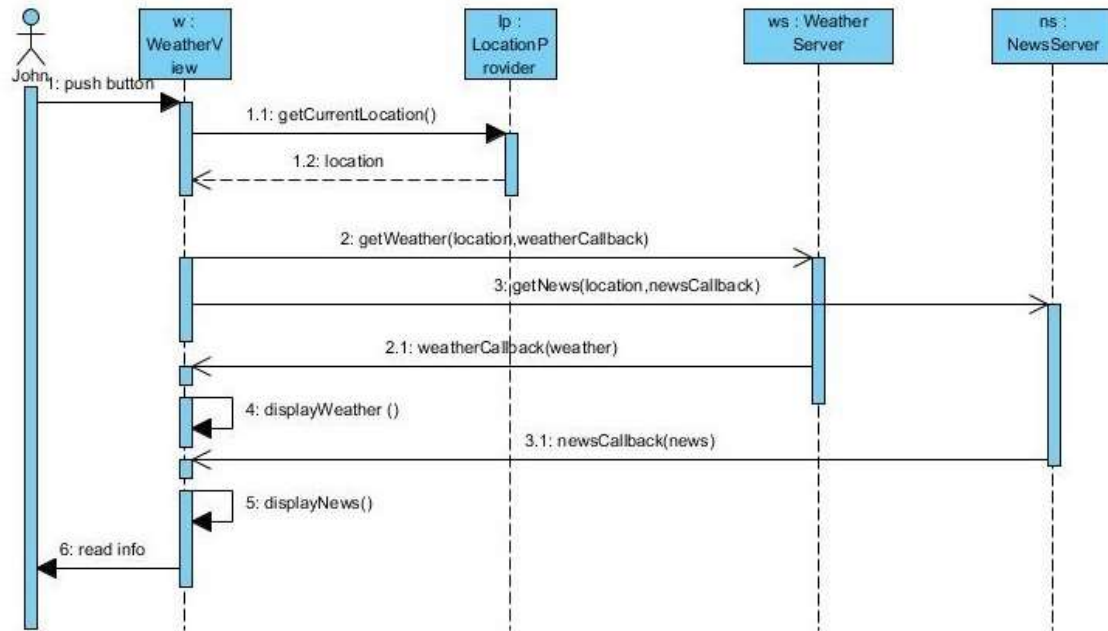 w :
WeatherV
iew
lp :
LocationP
rovider
ws : Weather
Server
ns :
NewsServer
John
1: push button
1.1: getCurrentLocation()
1.2: location
2: getWeather(location,weatherCallback)
3: getNews(location,newsCallback)
2.1: weatherCallback(weather)
4: displayWeather ()
3.1: newsCallback(news)
5: displayNews()
6: read info